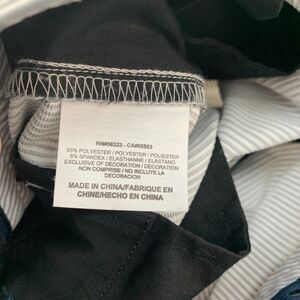 RN#56323 - CA#05553
95% POLYESTER / POLYESTER / POLIESTER
5% SPANDEX / ELASTHANNE / ELASTANO
EXCLUSIVE OF DECORATION / DECORATION
NON COMPRISE / NO INCLUYE LA
DECORACION
MADE IN CHINA/FABRIQUE EN
CHINE/HECHO EN CHINA